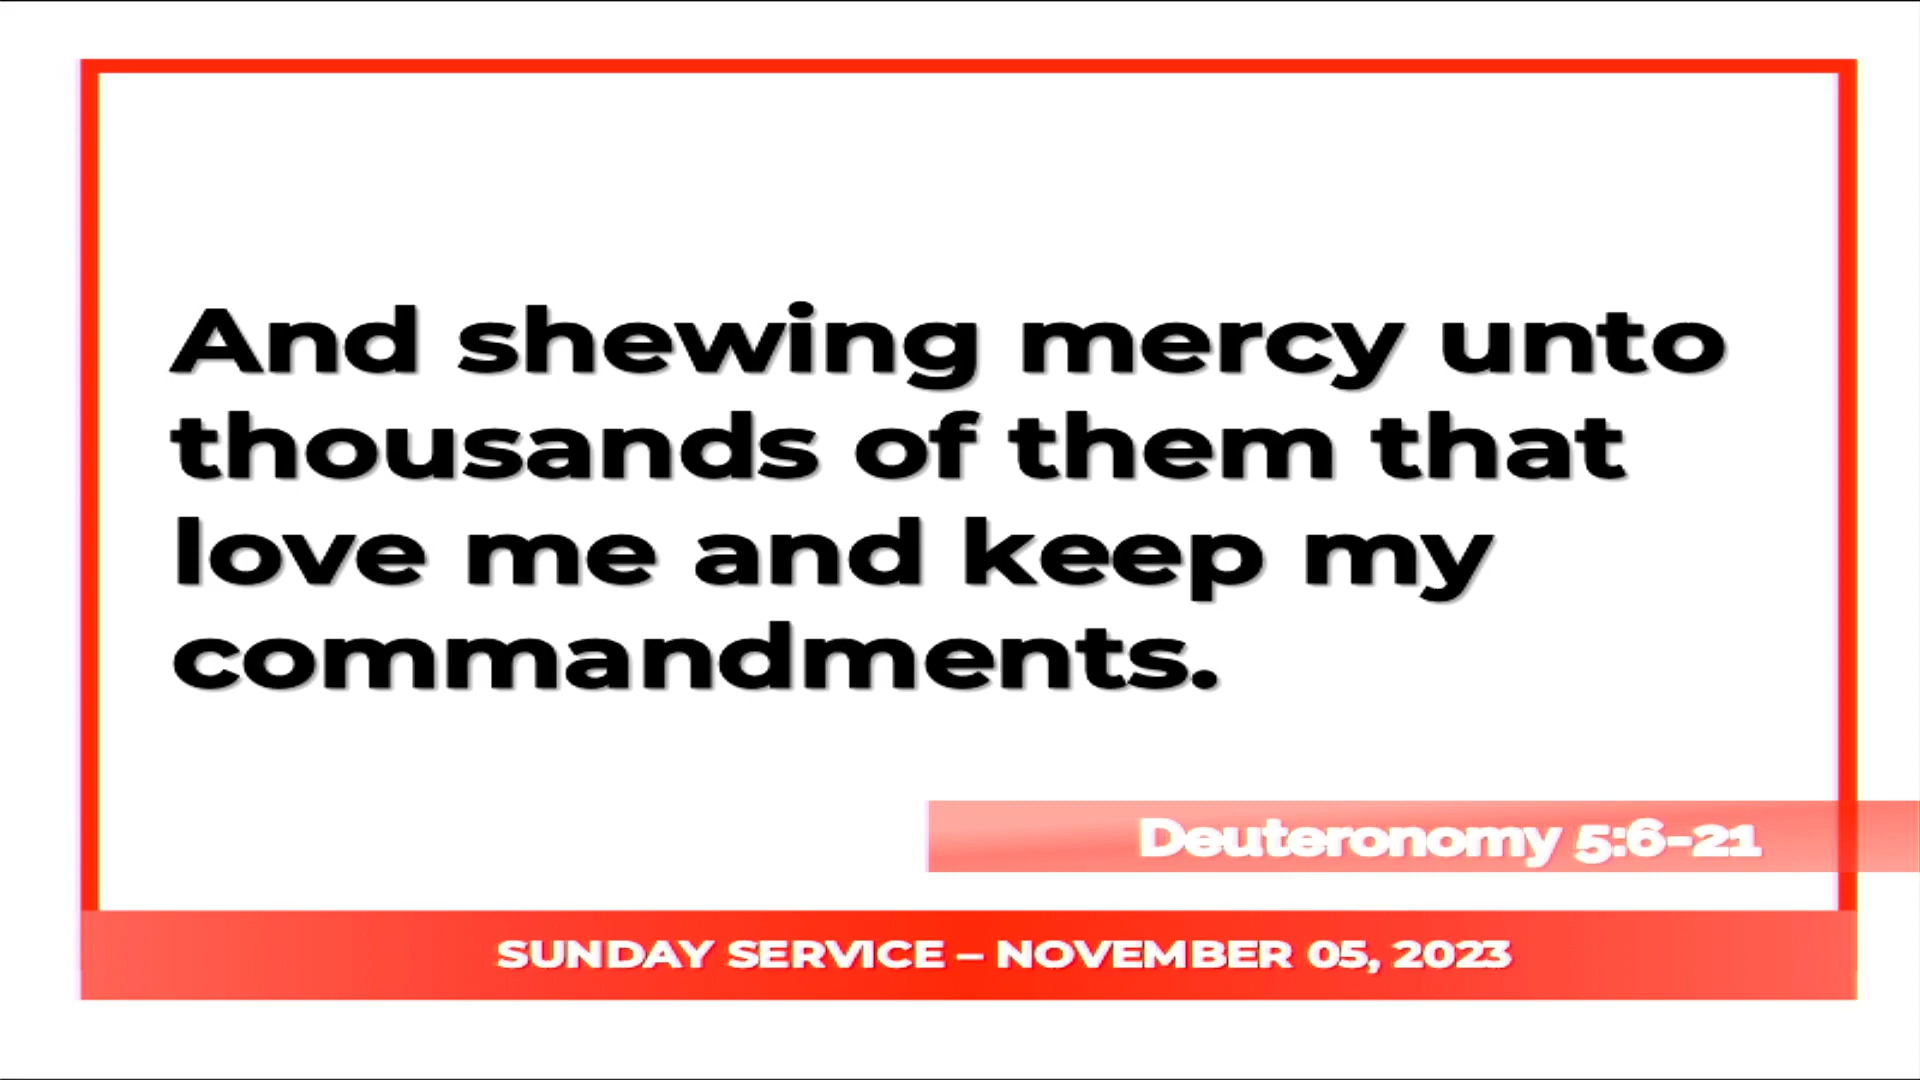 And shewing mercy unto
thousands of them that
love me and keep my
commandments.
Deuteronomy 5:6-21
SUNDAY SERVICE – NOVEMBER 05, 2023